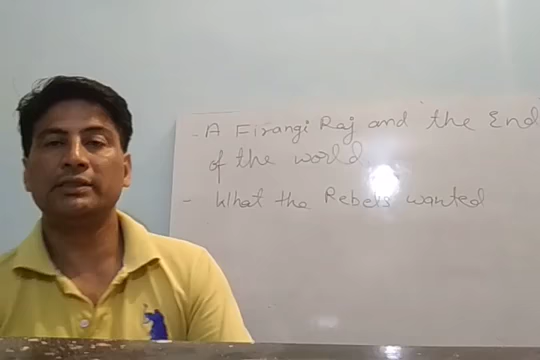 - A Firangi Raj and the End
of the world
- What the Rebels wanted